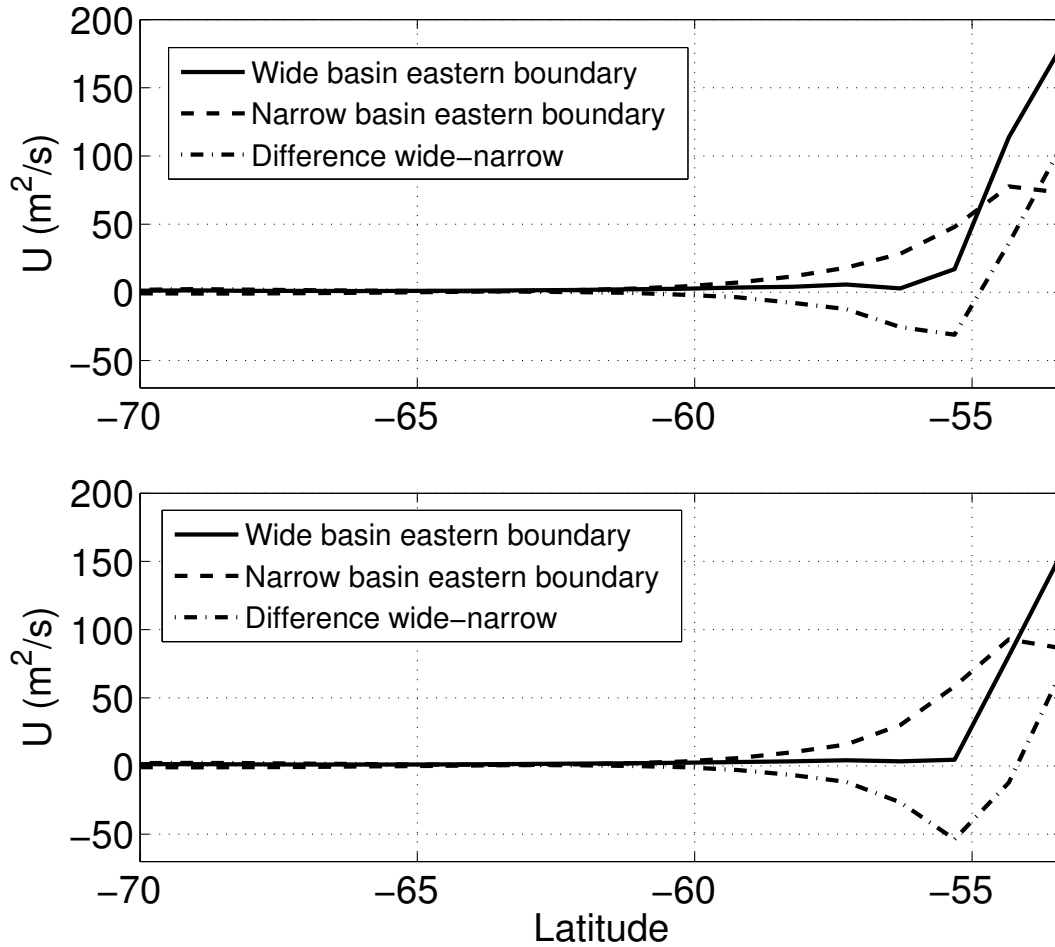 200
150
100
50
0
−50
U (m²/s)
Wide basin eastern boundary
Narrow basin eastern boundary
Difference wide−narrow
−70
−65
−60
−55
200
150
100
50
0
−50
U (m²/s)
Wide basin eastern boundary
Narrow basin eastern boundary
Difference wide−narrow
−70
−65
−60
−55
Latitude